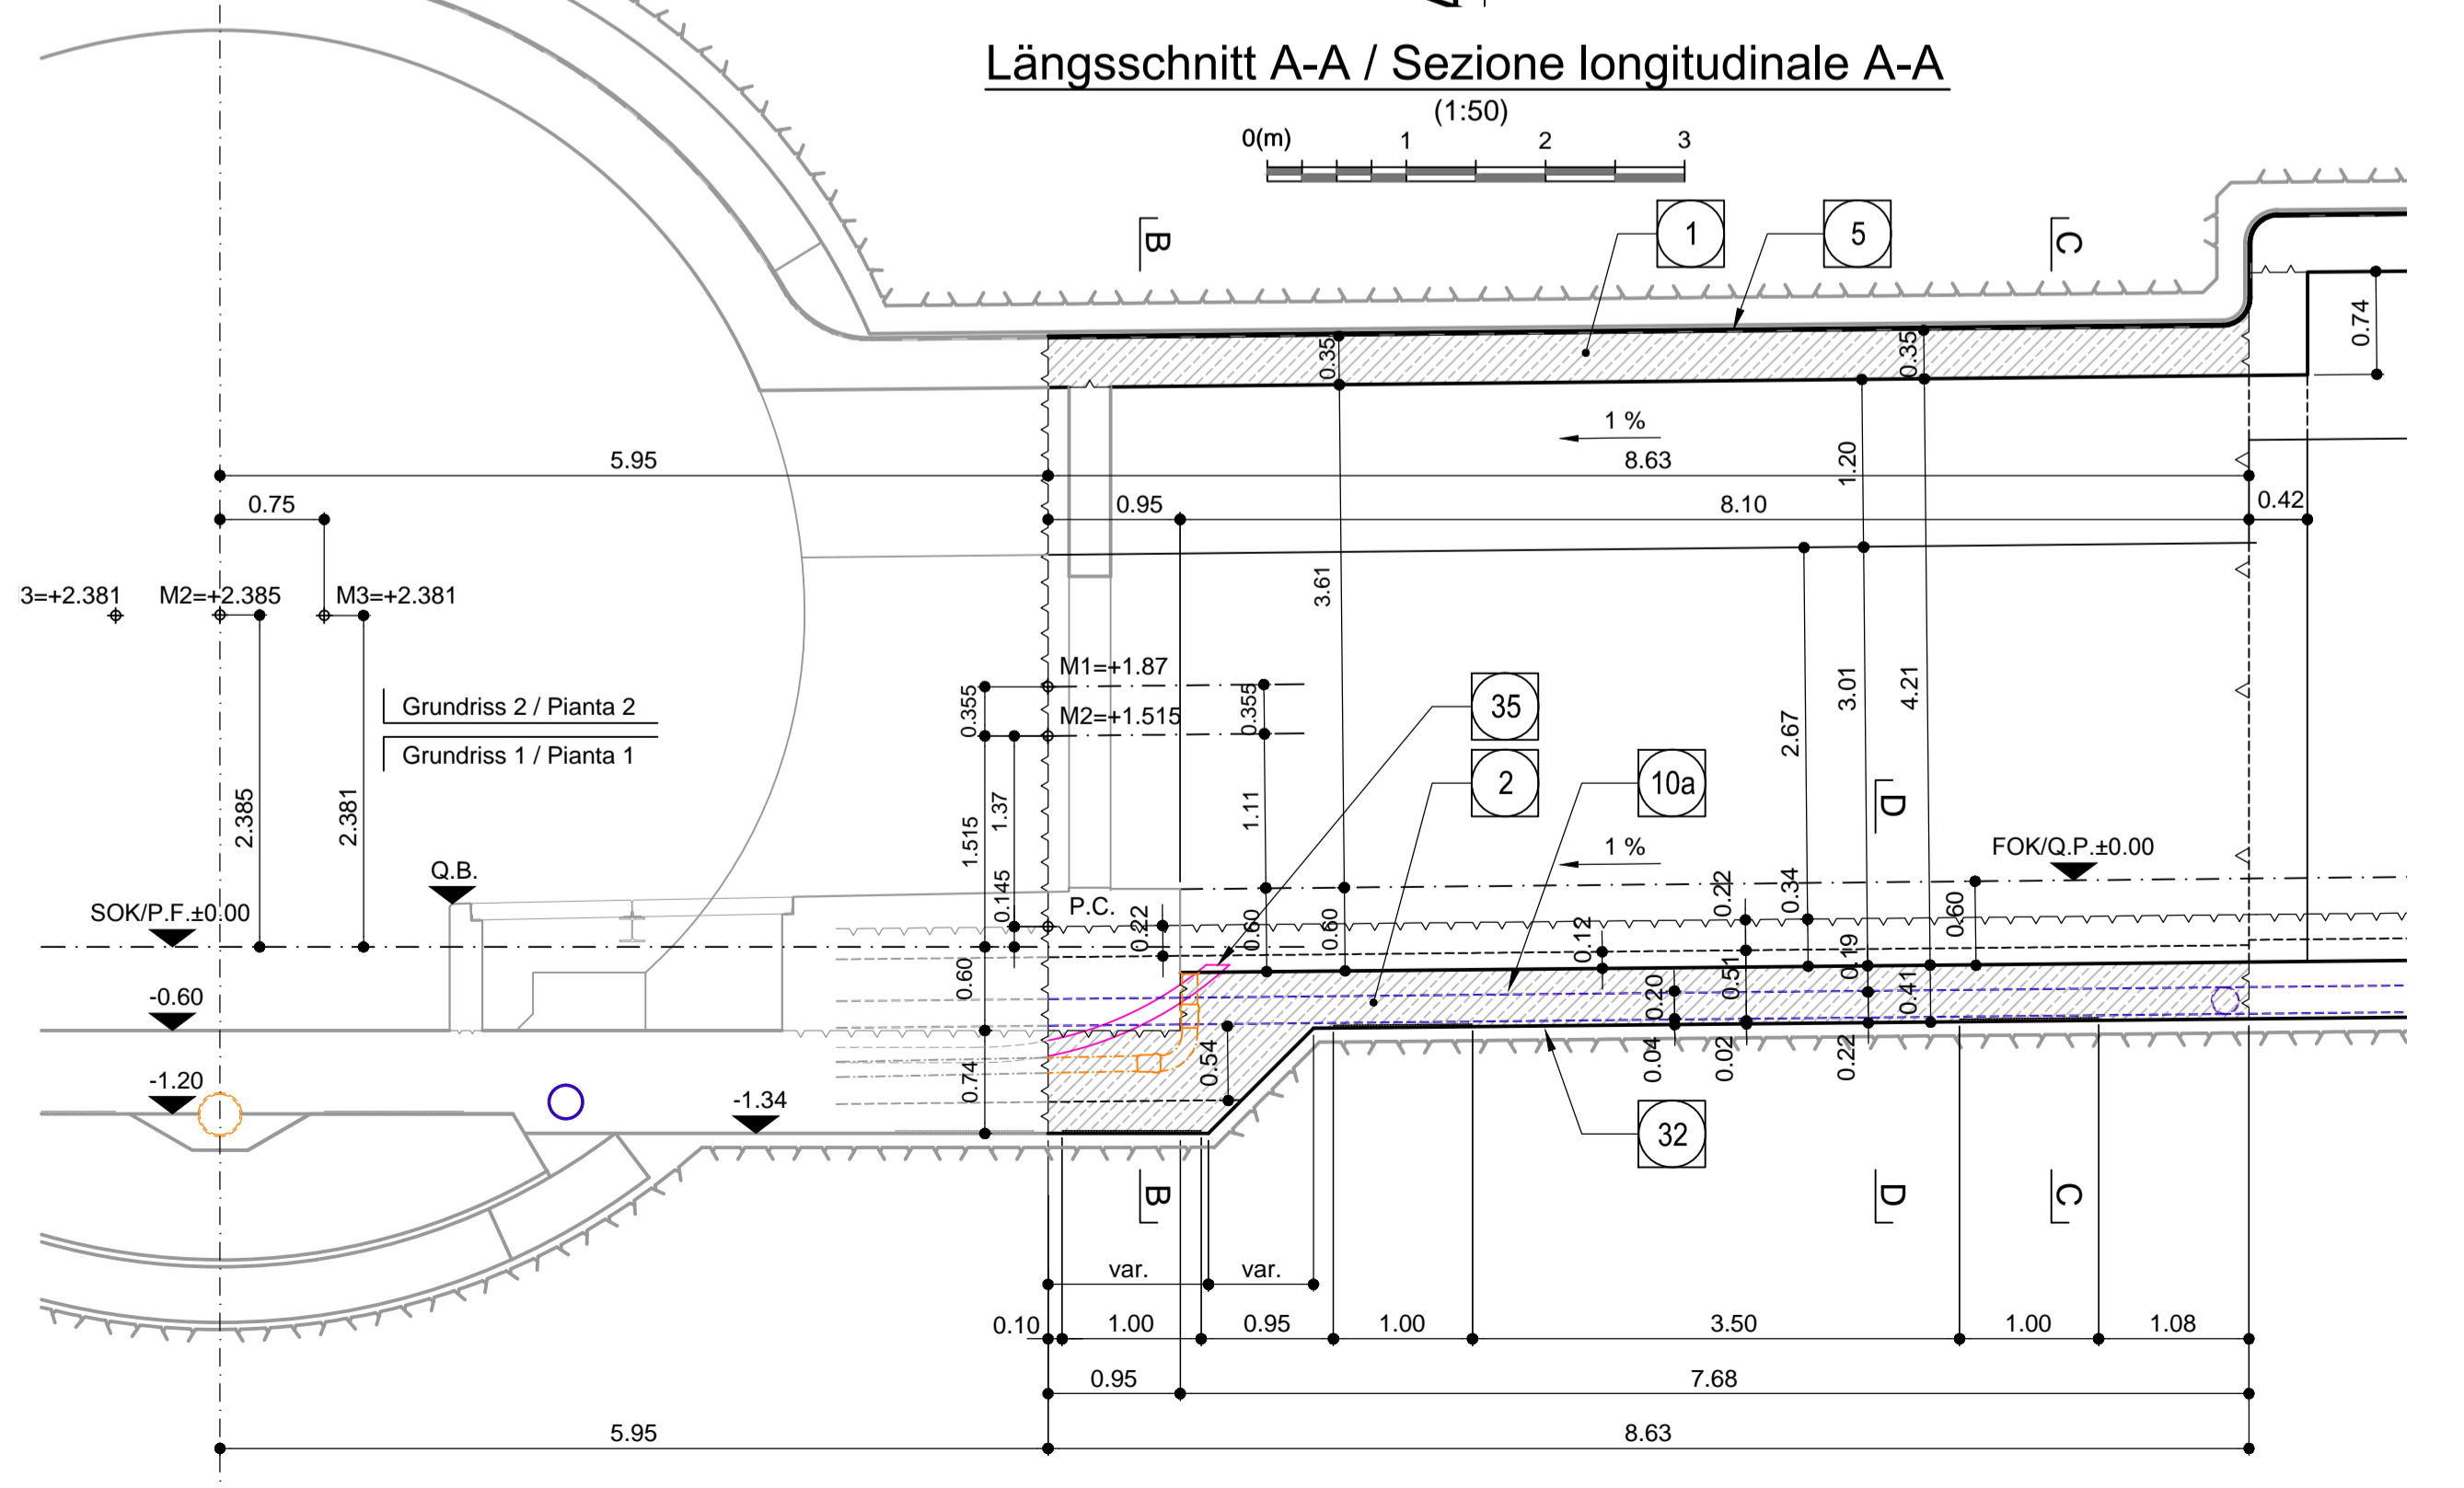 Längsschnitt A-A / Sezione longitudinale A-A
(1:50)
0(m) 1 2 3
B 1 5 C
0.35 0.35 0.74
1 %
5.95 8.63 1.20
0.75 0.95 8.10 0.42
3=+2.381 M2=+2.385 M3=+2.381
3.61
M1=+1.87
0.355 0.355
M2=+1.515
Grundriss 2 / Pianta 2
Grundriss 1 / Pianta 1
35
2 10a
2.67 3.01 4.21
D
2.385 2.381 1.515 1.37 1.11
1 %
FOK/Q.P.±0.00
Q.B.
SOK/P.F.±0.00
0.145 P.C. 0.22 0.60 0.60 0.12 0.22 0.34 0.60
0.19
-0.60 0.60 0.20 0.51 0.41
-1.20 0.74 0.54 0.04 0.02 0.22
-1.34
32
B D C
var. var.
0.10 1.00 0.95 1.00 3.50 1.00 1.08
0.95 7.68
5.95 8.63